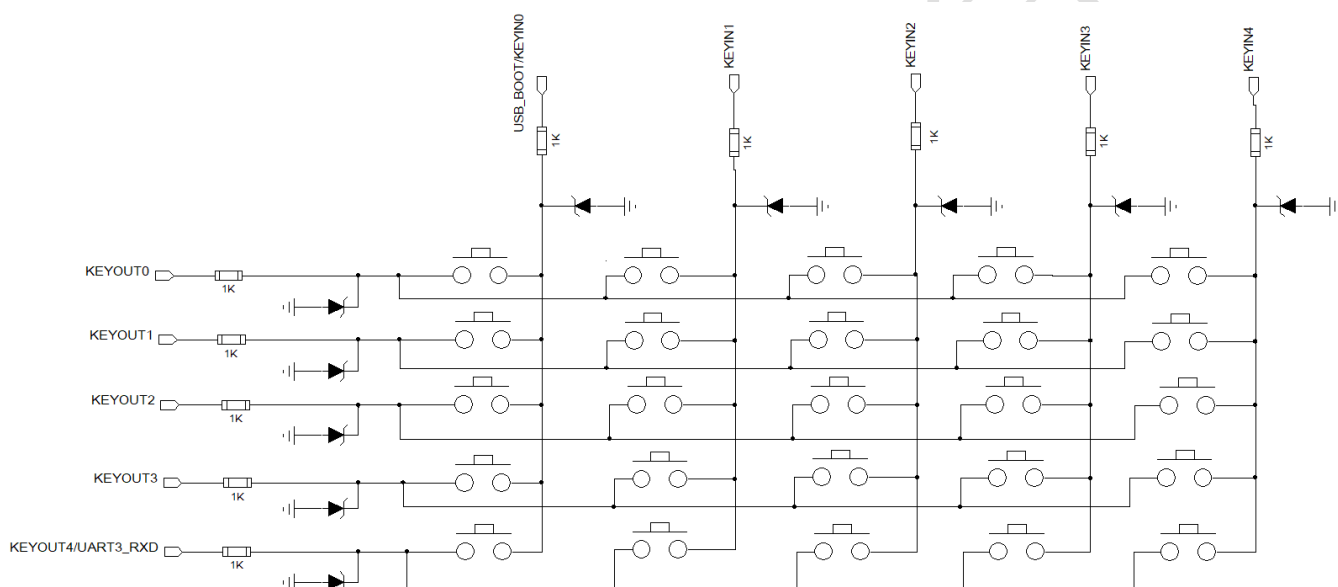 USB_BOOT/KEYIN0
KEYIN1
KEYIN2
KEYIN3
KEYIN4
1K
1K
1K
1K
1K
KEYOUT0
1K
KEYOUT1
1K
KEYOUT2
1K
KEYOUT3
1K
KEYOUT4/UART3_RXD
1K